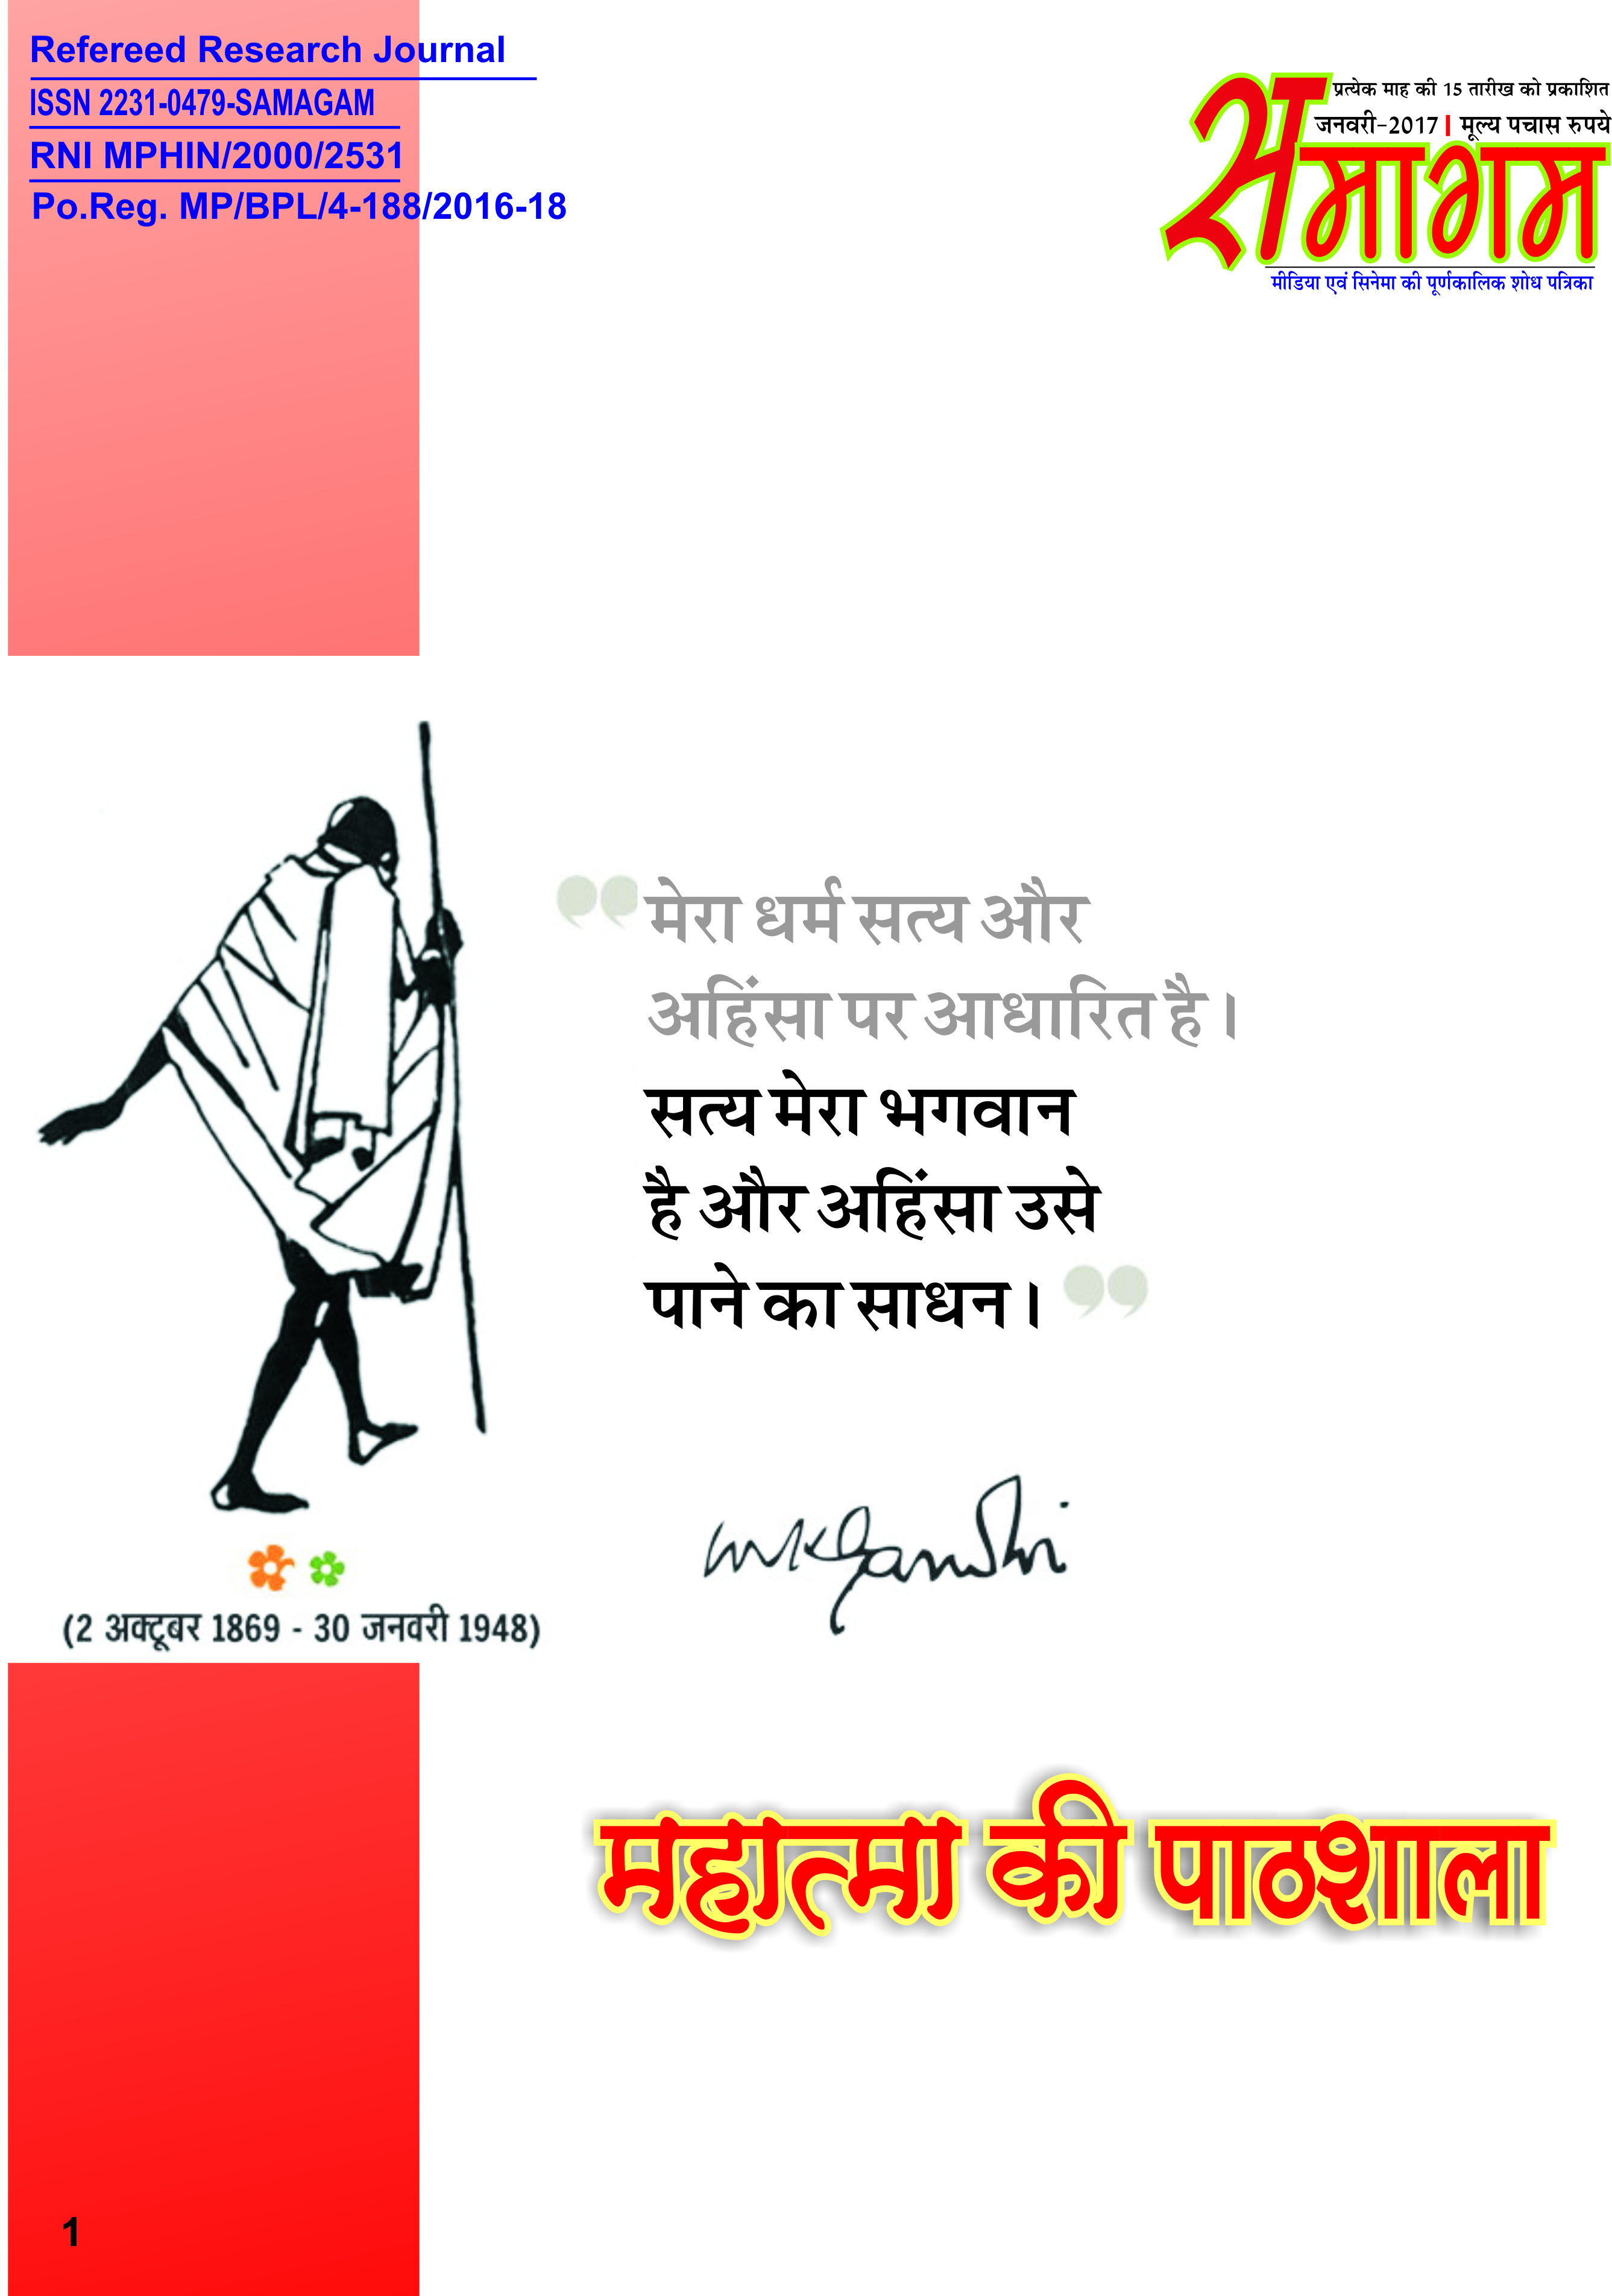 Refereed Research Journal
ISSN 2231-0479-SAMAGAM
RNI MPHIN/2000/2531
Po.Reg. MP/BPL/4-188/2016-18
प्रत्येक माह की 15 तारीख को प्रकाशित
जनवरी-2017 | मूल्य पचास रुपये
समागम
मीडिया एवं सिनेमा की पूर्णकालिक शोध पत्रिका
❝मेरा धर्म सत्य और
अहिंसा पर आधारित है।
सत्य मेरा भगवान
है और अहिंसा उसे
पाने का साधन।❞
mkgandhi
(2 अक्टूबर 1869 - 30 जनवरी 1948)
महात्मा की पाठशाला
1